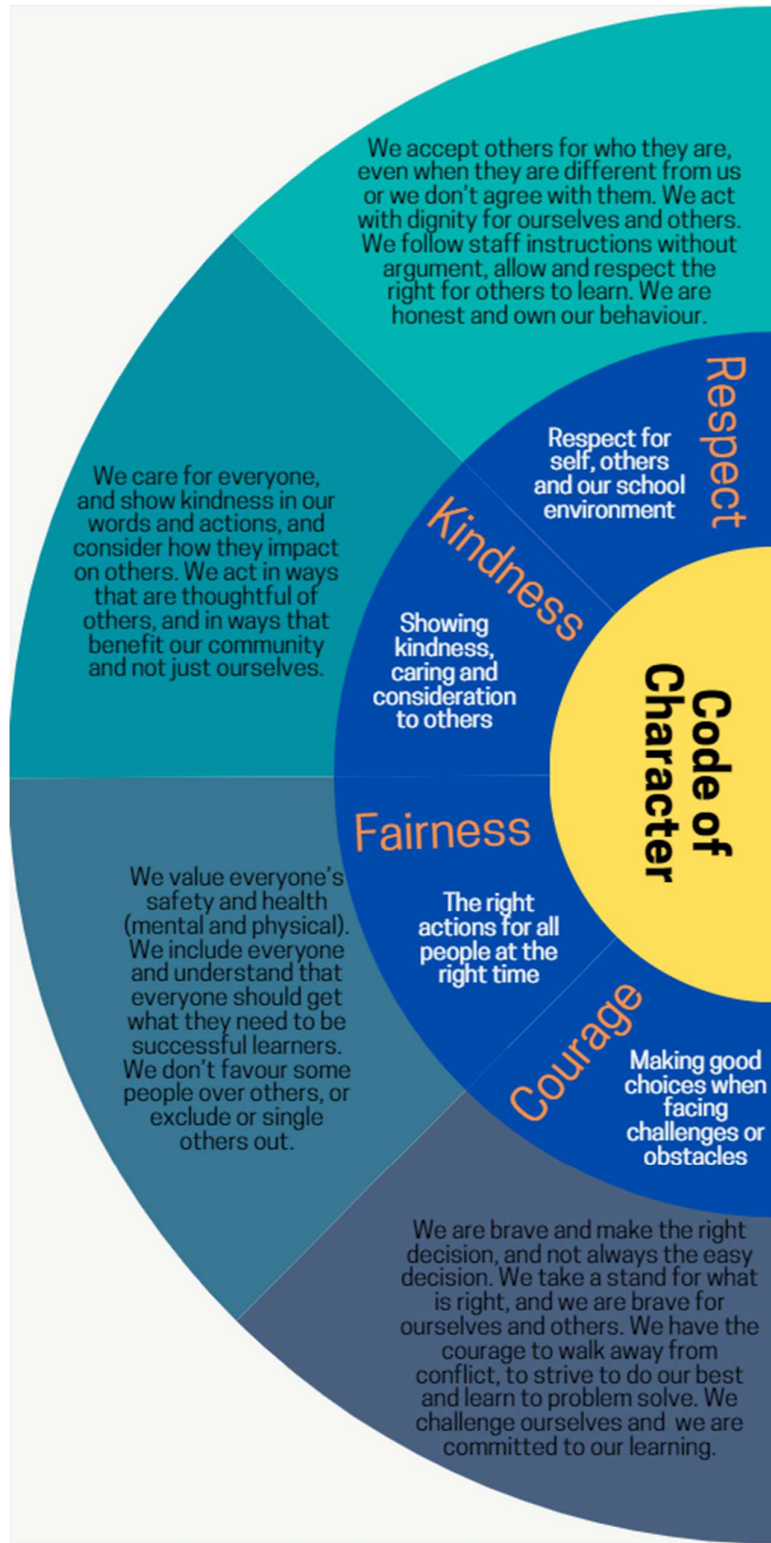 We accept others for who they are,
even when they are different from us
or we don't agree with them. We act
with dignity for ourselves and others.
We follow staff instructions without
argument, allow and respect the
right for others to learn. We are
honest and own our behaviour.
Respect
Respect for
self, others
and our school
environment
We care for everyone,
and show kindness in our
words and actions, and
consider how they impact
on others. We act in ways
that are thoughtful of
others, and in ways that
benefit our community
and not just ourselves.
Kindness
Showing
kindness,
caring and
consideration
to others
Code of
Character
Fairness
The right
actions for all
people at the
right time
We value everyone's
safety and health
(mental and physical).
We include everyone
and understand that
everyone should get
what they need to be
successful learners.
We don't favour some
people over others, or
exclude or single
others out.
Courage
Making good
choices when
facing
challenges or
obstacles
We are brave and make the right
decision, and not always the easy
decision. We take a stand for what
is right, and we are brave for
ourselves and others. We have the
courage to walk away from
conflict, to strive to do our best
and learn to problem solve. We
challenge ourselves and we are
committed to our learning.